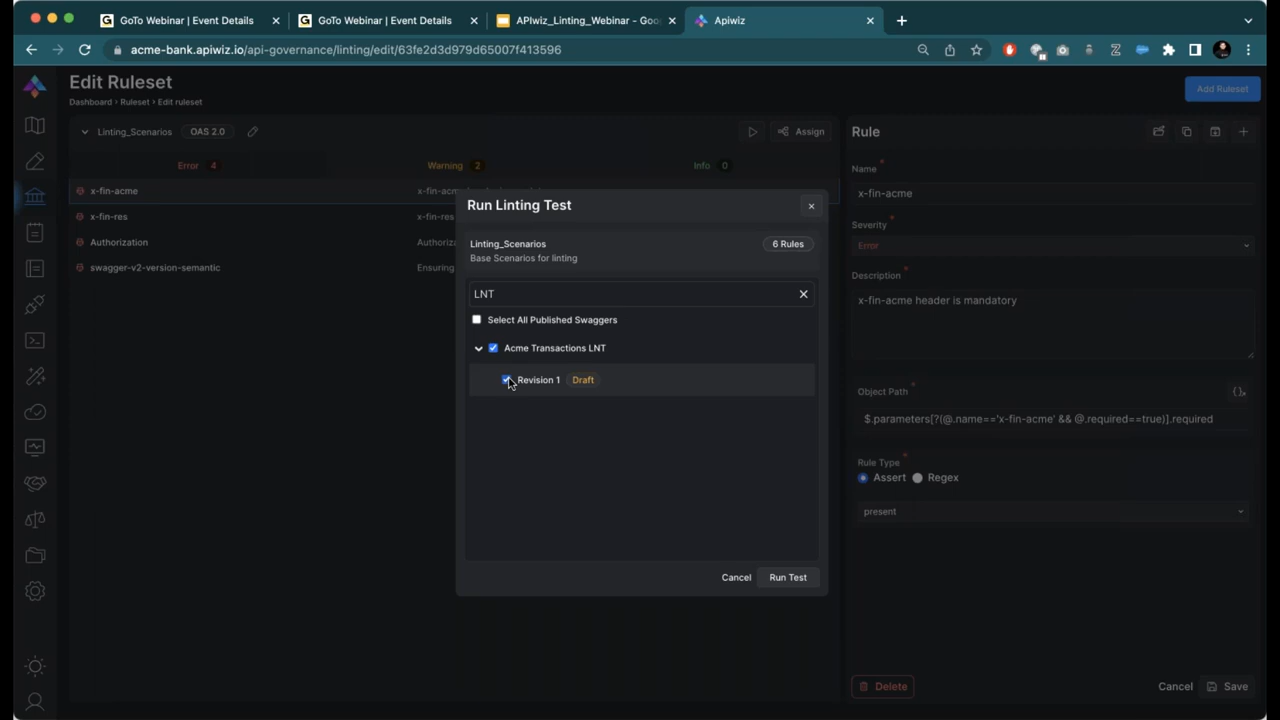 GoTo Webinar | Event Details
GoTo Webinar | Event Details
APIwiz_Linting_Webinar - Goo
Apiwiz
acme-bank.apiwiz.io/api-governance/linting/edit/63fe2d3d979d65007f413596
Edit Ruleset
Dashboard > Ruleset > Edit ruleset
Add Ruleset
Linting_Scenarios OAS 2.0
Assign
Error 4
Warning 2
Info 0
x-fin-acme
x-fin-res x-fin-res
Authorization Authoriza
swagger-v2-version-semantic Ensuring
Run Linting Test
Linting_Scenarios
Base Scenarios for linting
6 Rules
LNT
Select All Published Swaggers
Acme Transactions LNT
Revision 1 Draft
Cancel Run Test
Rule
Name *
x-fin-acme
Severity *
Error
Description *
x-fin-acme header is mandatory
Object Path *
{}x
$.parameters[?(@.name=='x-fin-acme' && @.required==true)].required
Rule Type *
Assert Regex
present
Delete
Cancel Save